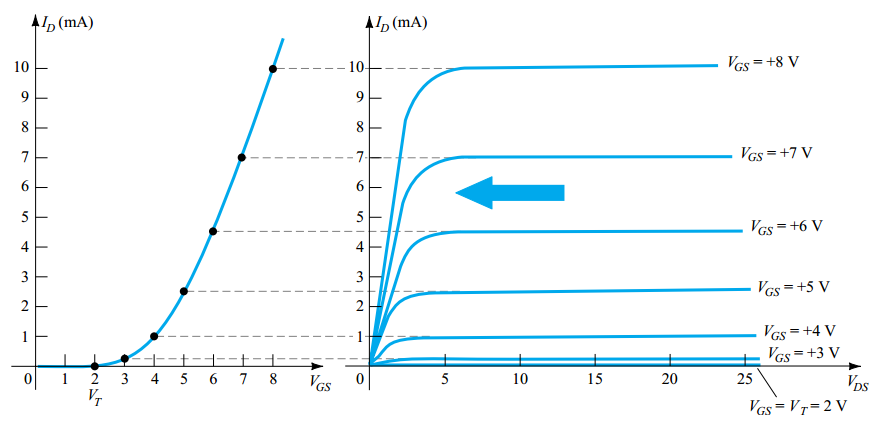 I_D (mA)
10
9
8
7
6
5
4
3
2
1
0 1 2 3 4 5 6 7 8 V_GS
V_T
I_D (mA)
10
9
8
7
6
5
4
3
2
1
0 5 10 15 20 25 V_DS
V_GS = +8 V
V_GS = +7 V
V_GS = +6 V
V_GS = +5 V
V_GS = +4 V
V_GS = +3 V
V_GS = V_T = 2 V